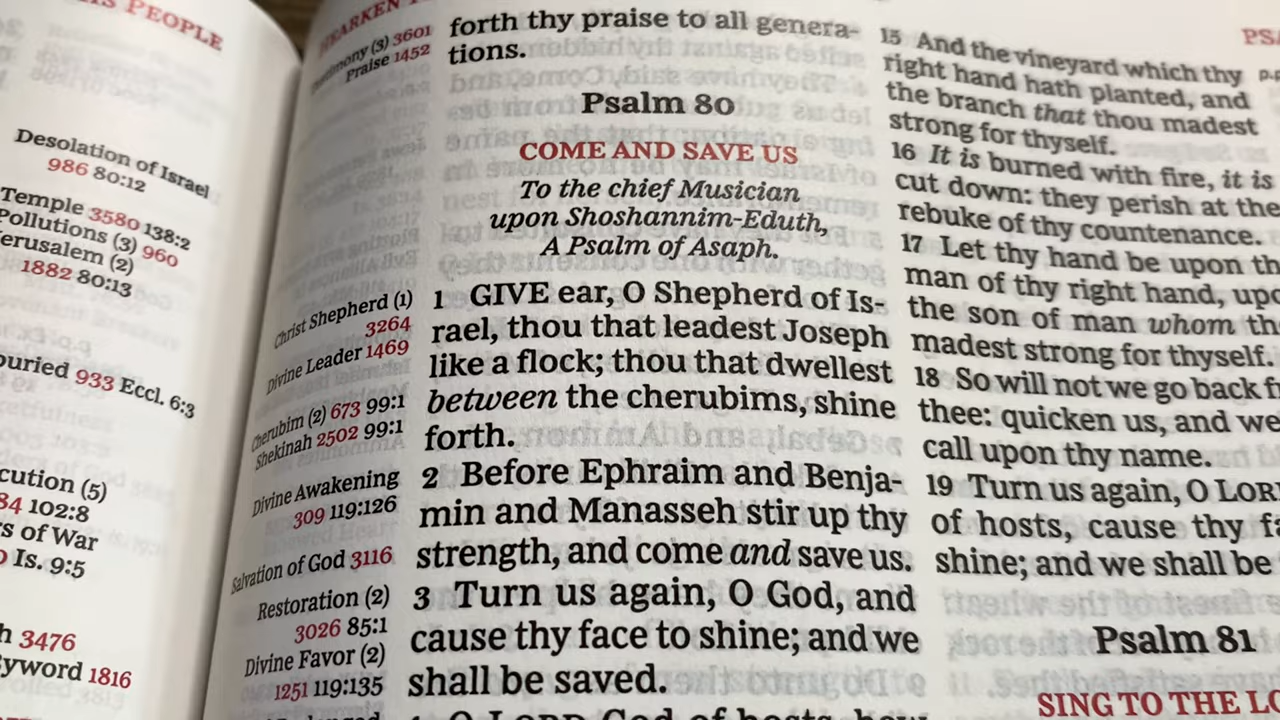 PEOPLE
Desolation of Israel
986 80:12
Temple 3580 138:2
Pollutions (3) 960
Jerusalem (2)
1882 80:13
buried 933 Eccl. 6:3
cution (5)
84 102:8
rs of War
Is. 9:5
h 3476
yword 1816
HEARKEN
(3) 3601
Praise 1452
Christ Shepherd (1)
3264
Divine Leader 1469
Cherubim (2) 673 99:1
Shekinah 2502 99:1
Divine Awakening
309 119:126
Salvation of God 3116
Restoration (2)
3026 85:1
Divine Favor (2)
1251 119:135
forth thy praise to all genera-
tions.
Psalm 80
COME AND SAVE US
To the chief Musician
upon Shoshannim-Eduth,
A Psalm of Asaph.
1 GIVE ear, O Shepherd of Is-
rael, thou that leadest Joseph
like a flock; thou that dwellest
between the cherubims, shine
forth.
2 Before Ephraim and Benja-
min and Manasseh stir up thy
strength, and come and save us.
3 Turn us again, O God, and
cause thy face to shine; and we
shall be saved.
4 O LORD God of hosts, how
PSA
15 And the vineyard which thy
right hand hath planted, and
the branch that thou madest
strong for thyself.
16 It is burned with fire, it is
cut down: they perish at the
rebuke of thy countenance.
17 Let thy hand be upon th
man of thy right hand, upo
the son of man whom th
madest strong for thyself.
18 So will not we go back f
thee: quicken us, and we
call upon thy name.
19 Turn us again, O LOR
of hosts, cause thy fa
shine; and we shall be
Psalm 81
SING TO THE LO